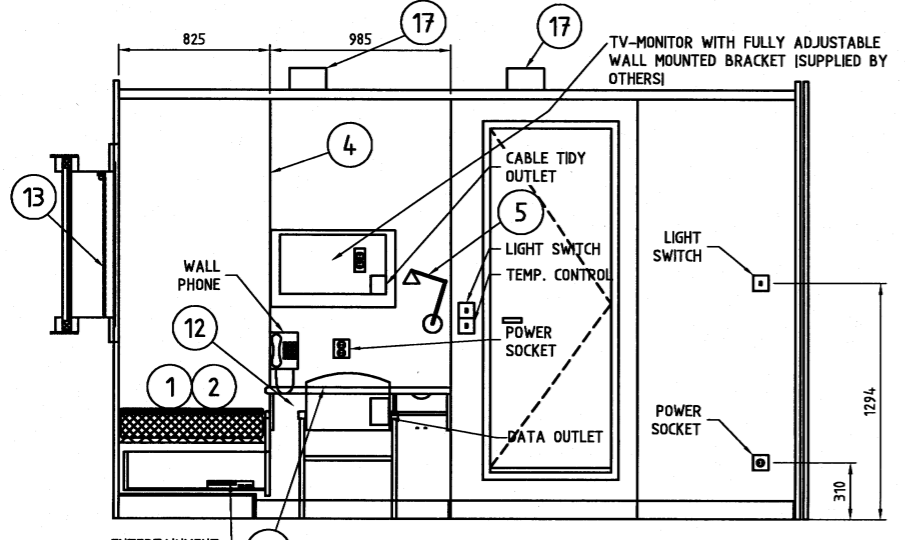 825
985
17
17
TV-MONITOR WITH FULLY ADJUSTABLE
WALL MOUNTED BRACKET |SUPPLIED BY
OTHERS|
4
CABLE TIDY
OUTLET
13
5
LIGHT SWITCH
TEMP. CONTROL
LIGHT
SWITCH
WALL
PHONE
12
POWER
SOCKET
1
2
1294
POWER
SOCKET
DATA OUTLET
310